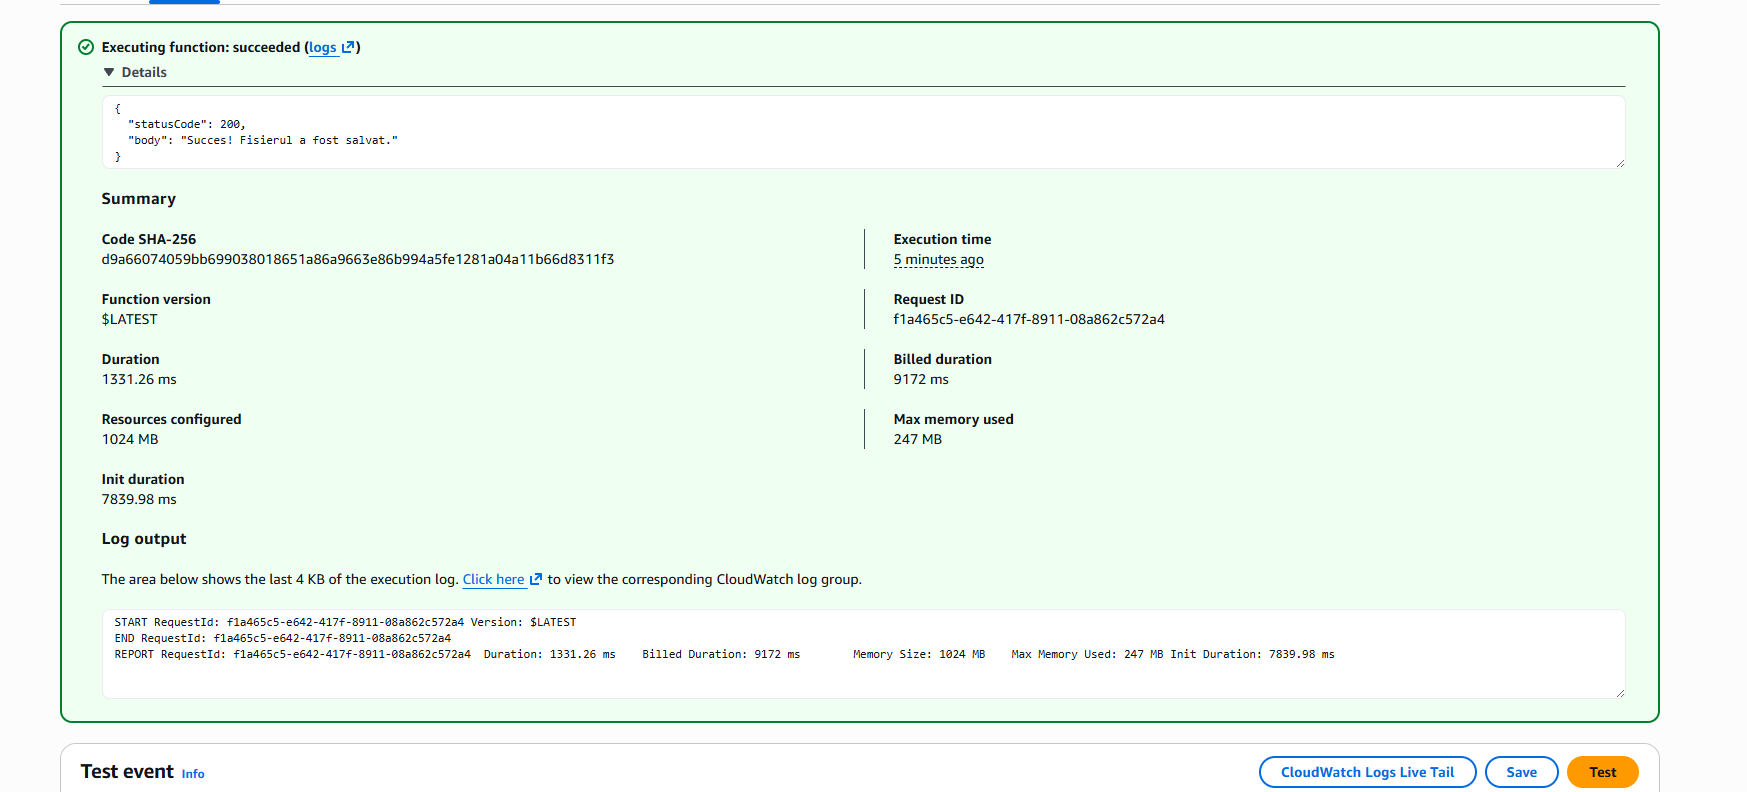 Executing function: succeeded (logs)
Details
{
"statusCode": 200,
"body": "Succes! Fisierul a fost salvat."
}
Summary
Code SHA-256
d9a66074059bb699038018651a86a9663e86b994a5fe1281a04a11b66d8311f3
Execution time
5 minutes ago
Function version
$LATEST
Request ID
f1a465c5-e642-417f-8911-08a862c572a4
Duration
1331.26 ms
Billed duration
9172 ms
Resources configured
1024 MB
Max memory used
247 MB
Init duration
7839.98 ms
Log output
The area below shows the last 4 KB of the execution log. Click here to view the corresponding CloudWatch log group.
START RequestId: f1a465c5-e642-417f-8911-08a862c572a4 Version: $LATEST
END RequestId: f1a465c5-e642-417f-8911-08a862c572a4
REPORT RequestId: f1a465c5-e642-417f-8911-08a862c572a4 Duration: 1331.26 ms Billed Duration: 9172 ms Memory Size: 1024 MB Max Memory Used: 247 MB Init Duration: 7839.98 ms
Test event Info
CloudWatch Logs Live Tail
Save
Test